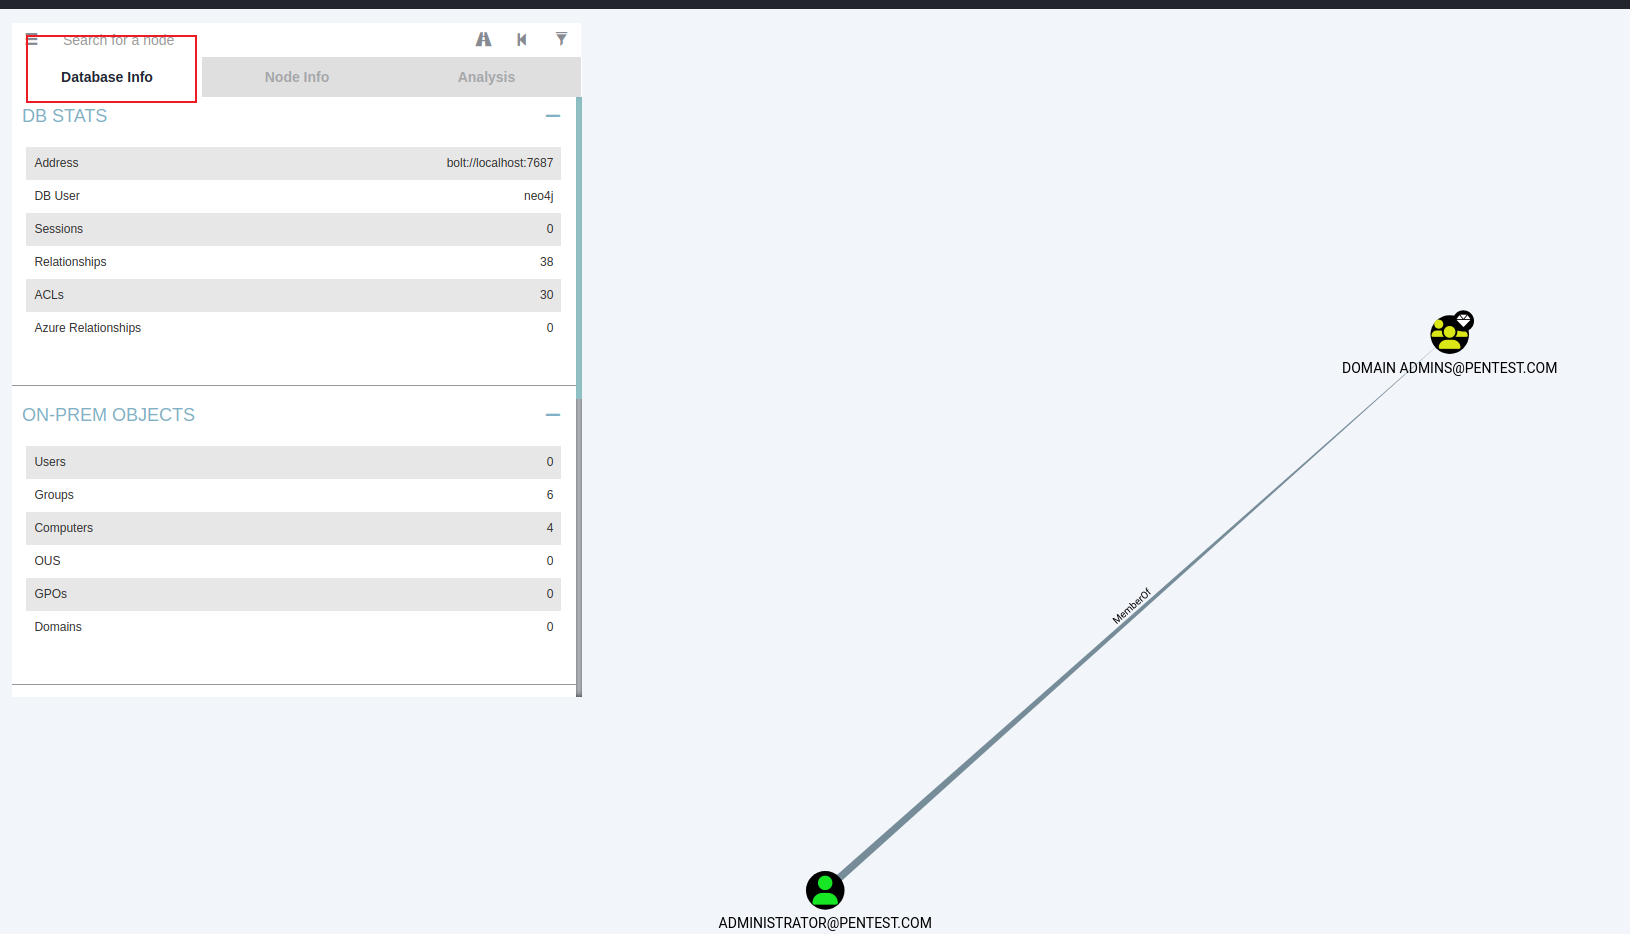 Search for a node
Database Info
Node Info
Analysis
DB STATS
Address bolt://localhost:7687
DB User neo4j
Sessions 0
Relationships 38
ACLs 30
Azure Relationships 0
ON-PREM OBJECTS
Users 0
Groups 6
Computers 4
OUS 0
GPOs 0
Domains 0
DOMAIN ADMINS@PENTEST.COM
MemberOf
ADMINISTRATOR@PENTEST.COM